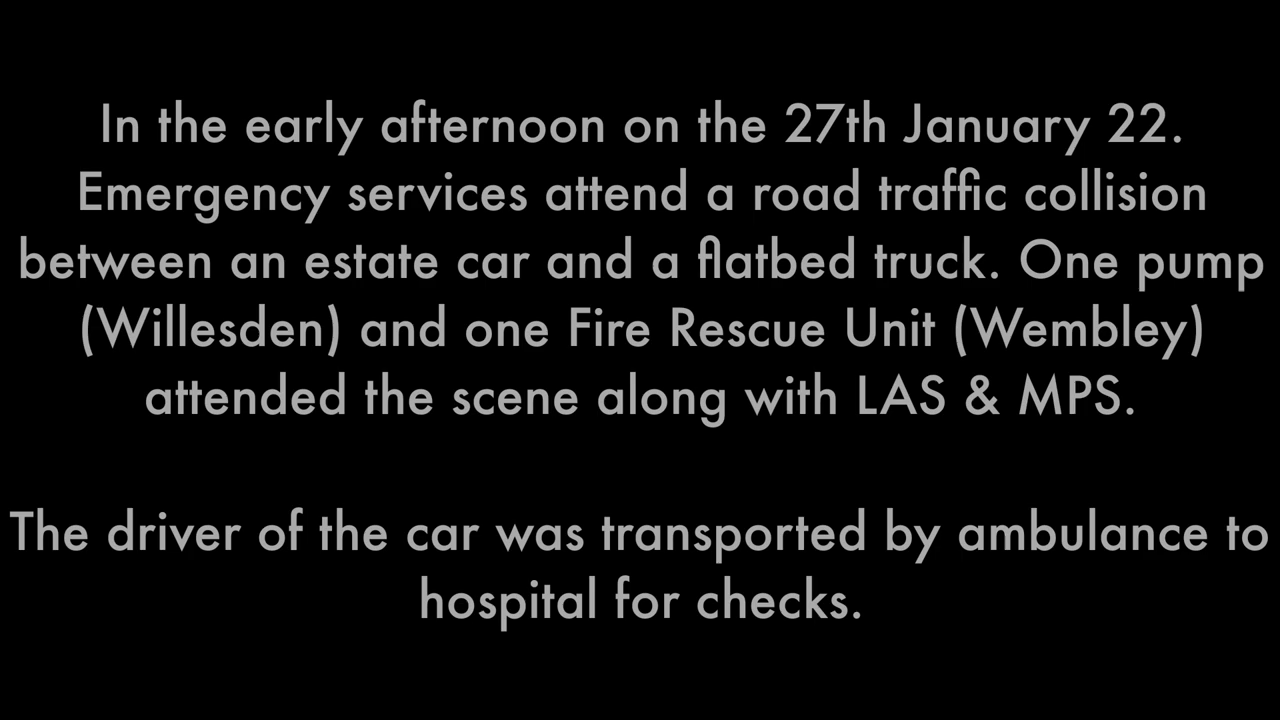 In the early afternoon on the 27th January 22.
Emergency services attend a road traffic collision
between an estate car and a flatbed truck. One pump
(Willesden) and one Fire Rescue Unit (Wembley)
attended the scene along with LAS & MPS.
The driver of the car was transported by ambulance to
hospital for checks.